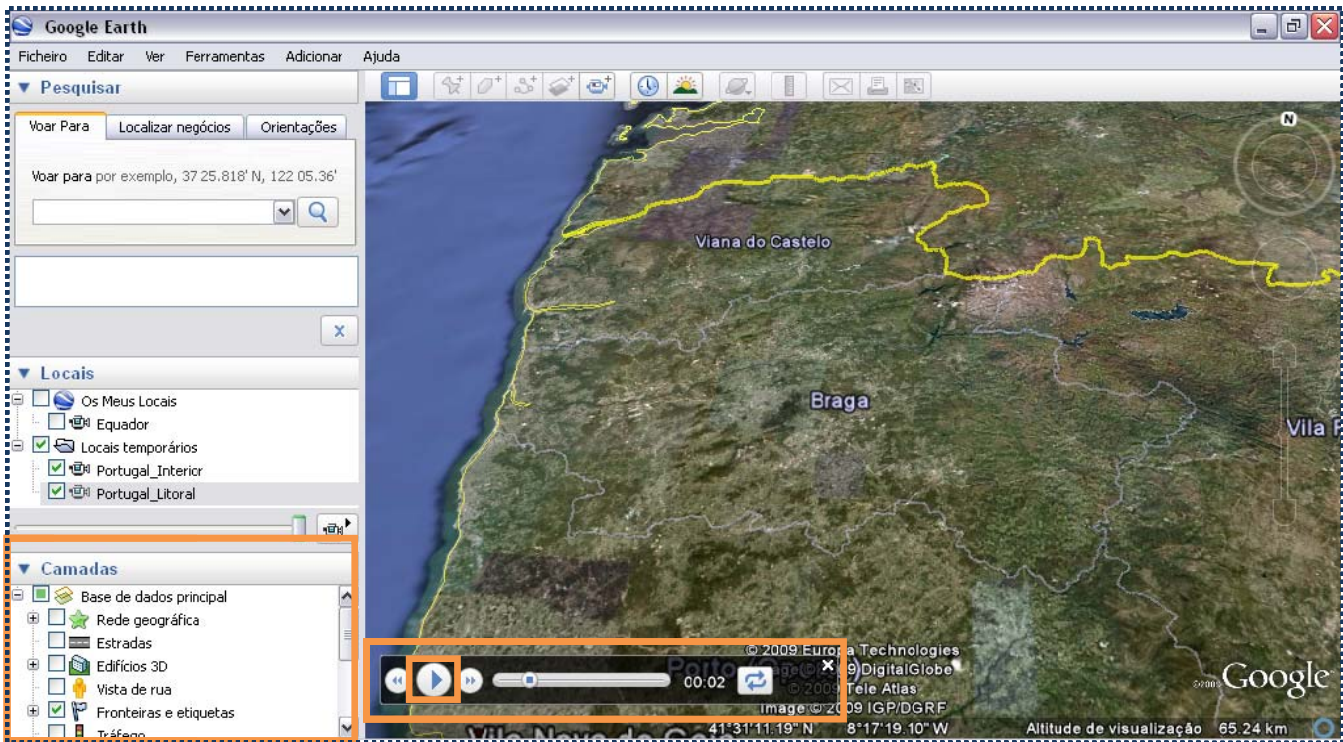 Google Earth
Ficheiro Editar Ver Ferramentas Adicionar Ajuda
Pesquisar
Voar Para Localizar negócios Orientações
Voar para por exemplo, 37 25.818' N, 122 05.36'
Locais
Os Meus Locais
Equador
Locais temporários
Portugal_Interior
Portugal_Litoral
Camadas
Base de dados principal
Rede geográfica
Estradas
Edifícios 3D
Vista de rua
Fronteiras e etiquetas
Tráfego
N
Viana do Castelo
Braga
Vila
© 2009 Europa Technologies
DigitalGlobe
© 2009 Tele Atlas
Image © 2009 IGP/DGRF
Porto
00:02
Google
41°31'11.19" N 8°17'19.10" W Altitude de visualização 65.24 km
Vila Nova de